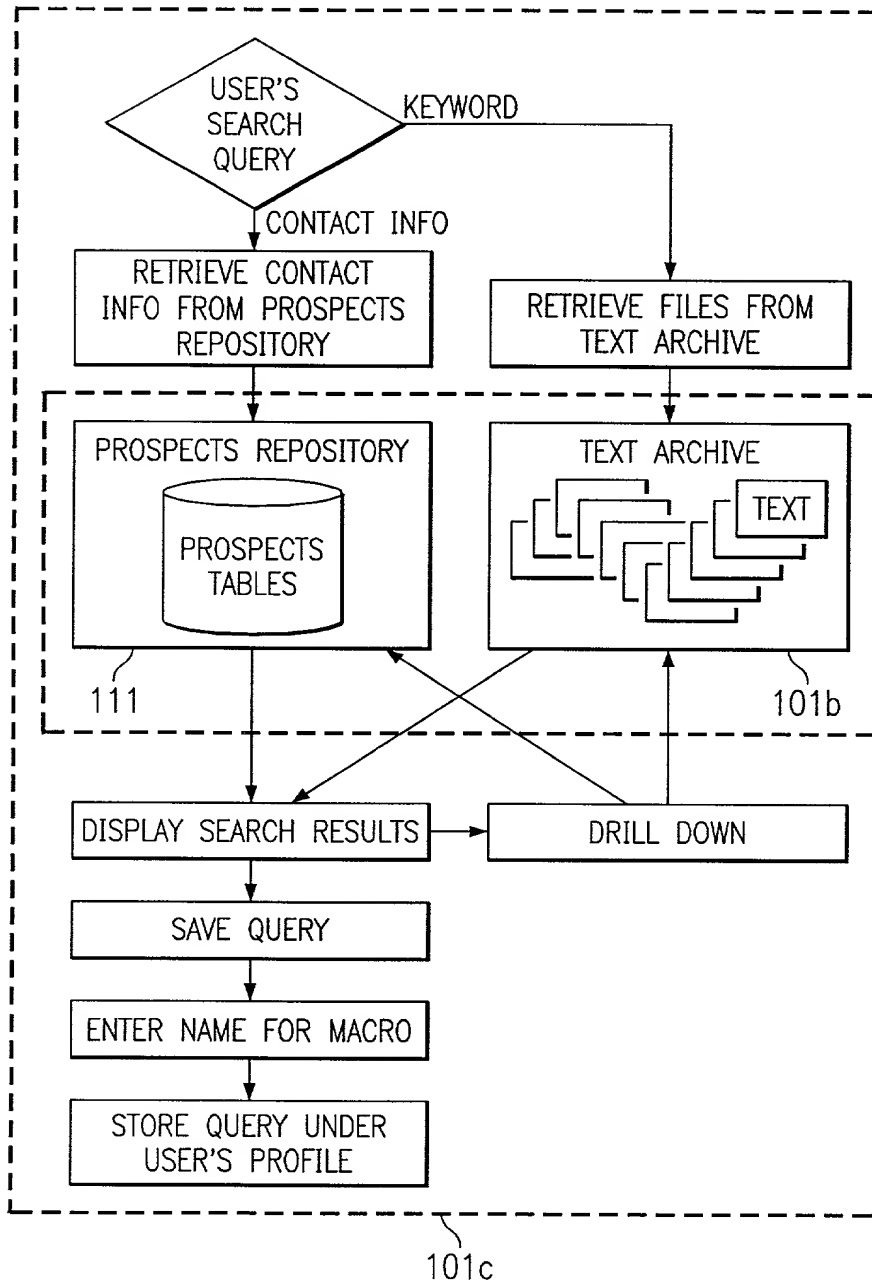 USER'S
SEARCH
QUERY
KEYWORD
CONTACT INFO
RETRIEVE CONTACT
INFO FROM PROSPECTS
REPOSITORY
RETRIEVE FILES FROM
TEXT ARCHIVE
PROSPECTS REPOSITORY
PROSPECTS
TABLES
TEXT ARCHIVE
TEXT
111
101b
DISPLAY SEARCH RESULTS
DRILL DOWN
SAVE QUERY
ENTER NAME FOR MACRO
STORE QUERY UNDER
USER'S PROFILE
101c